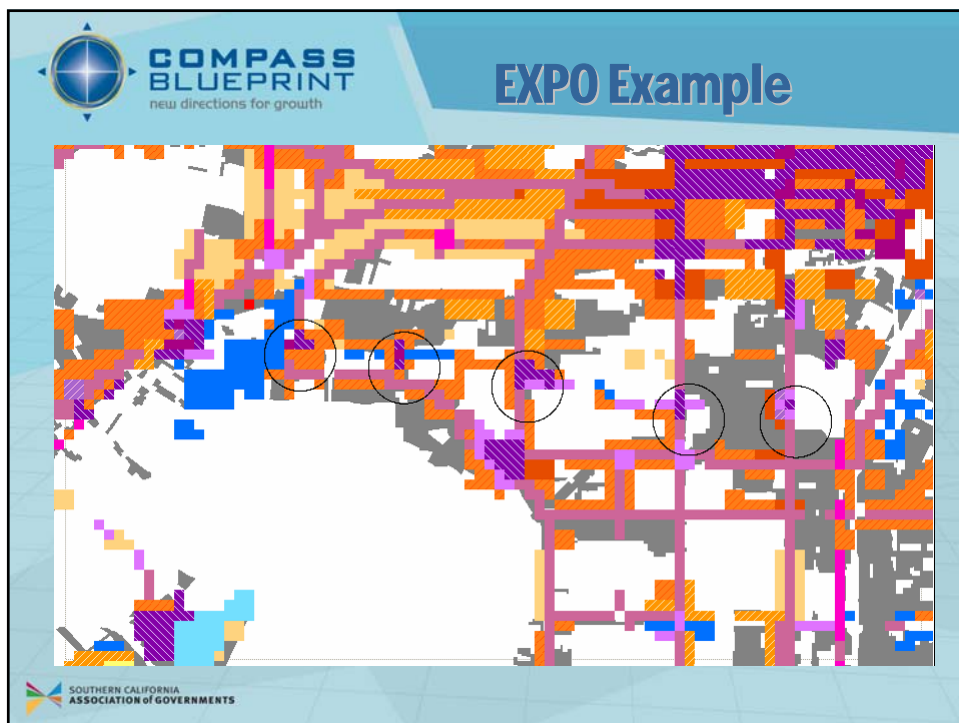 COMPASS
BLUEPRINT
new directions for growth
EXPO Example
SOUTHERN CALIFORNIA
ASSOCIATION of GOVERNMENTS